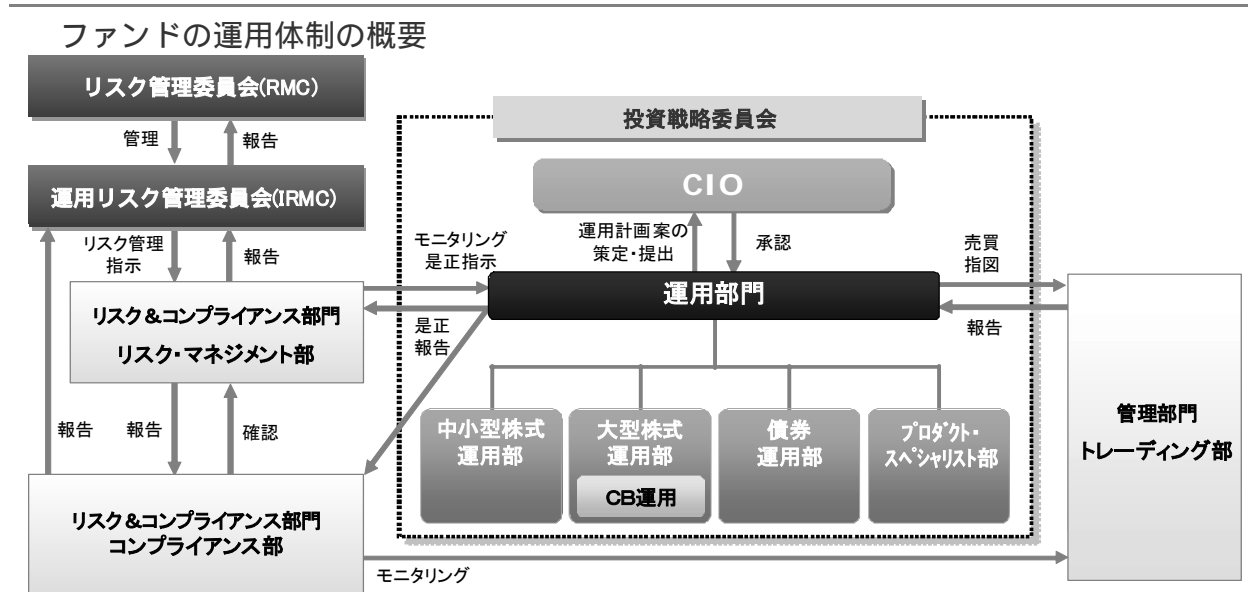 ファンドの運用体制の概要
リスク管理委員会(RMC)
管理
報告
運用リスク管理委員会(IRMC)
リスク管理
指示
報告
リスク&コンプライアンス部門
リスク・マネジメント部
報告
報告
確認
リスク&コンプライアンス部門
コンプライアンス部
モニタリング
是正指示
是正
報告
投資戦略委員会
CIO
運用計画案の
策定・提出
承認
運用部門
中小型株式
運用部
大型株式
運用部
CB運用
債券
運用部
プロダクト・
スペシャリスト部
売買
指図
報告
管理部門
トレーディング部
モニタリング